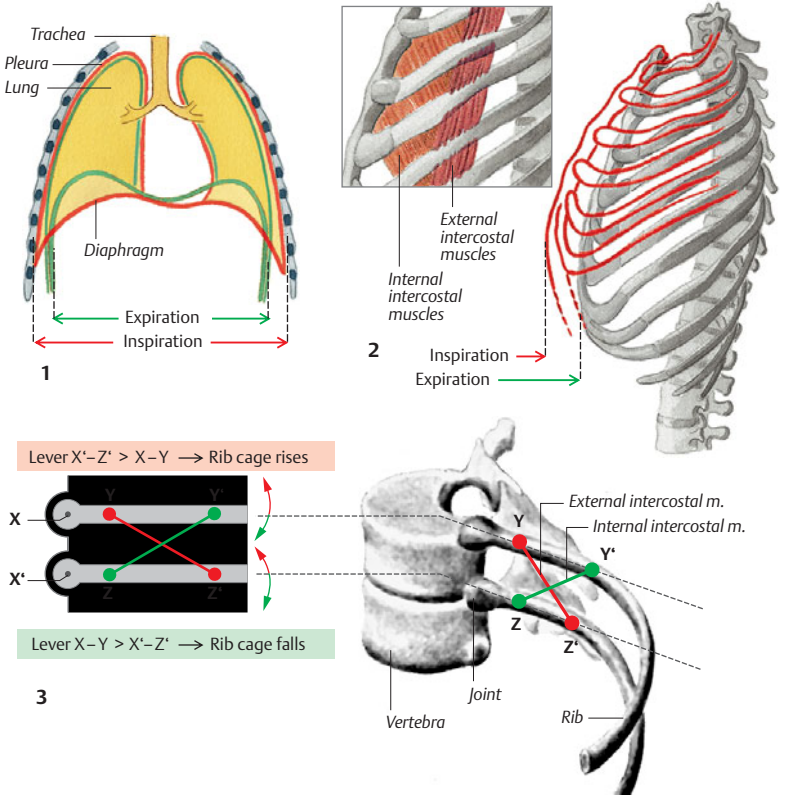 Trachea
Pleura
Lung
Diaphragm
Expiration
Inspiration
1
External
intercostal
muscles
Internal
intercostal
muscles
2
Inspiration
Expiration
Lever X‘–Z‘ > X–Y → Rib cage rises
Y
Y‘
X
X‘
Z
Z‘
Lever X–Y > X‘–Z‘ → Rib cage falls
3
External intercostal m.
Internal intercostal m.
Y
Y‘
Z
Z‘
Joint
Vertebra
Rib